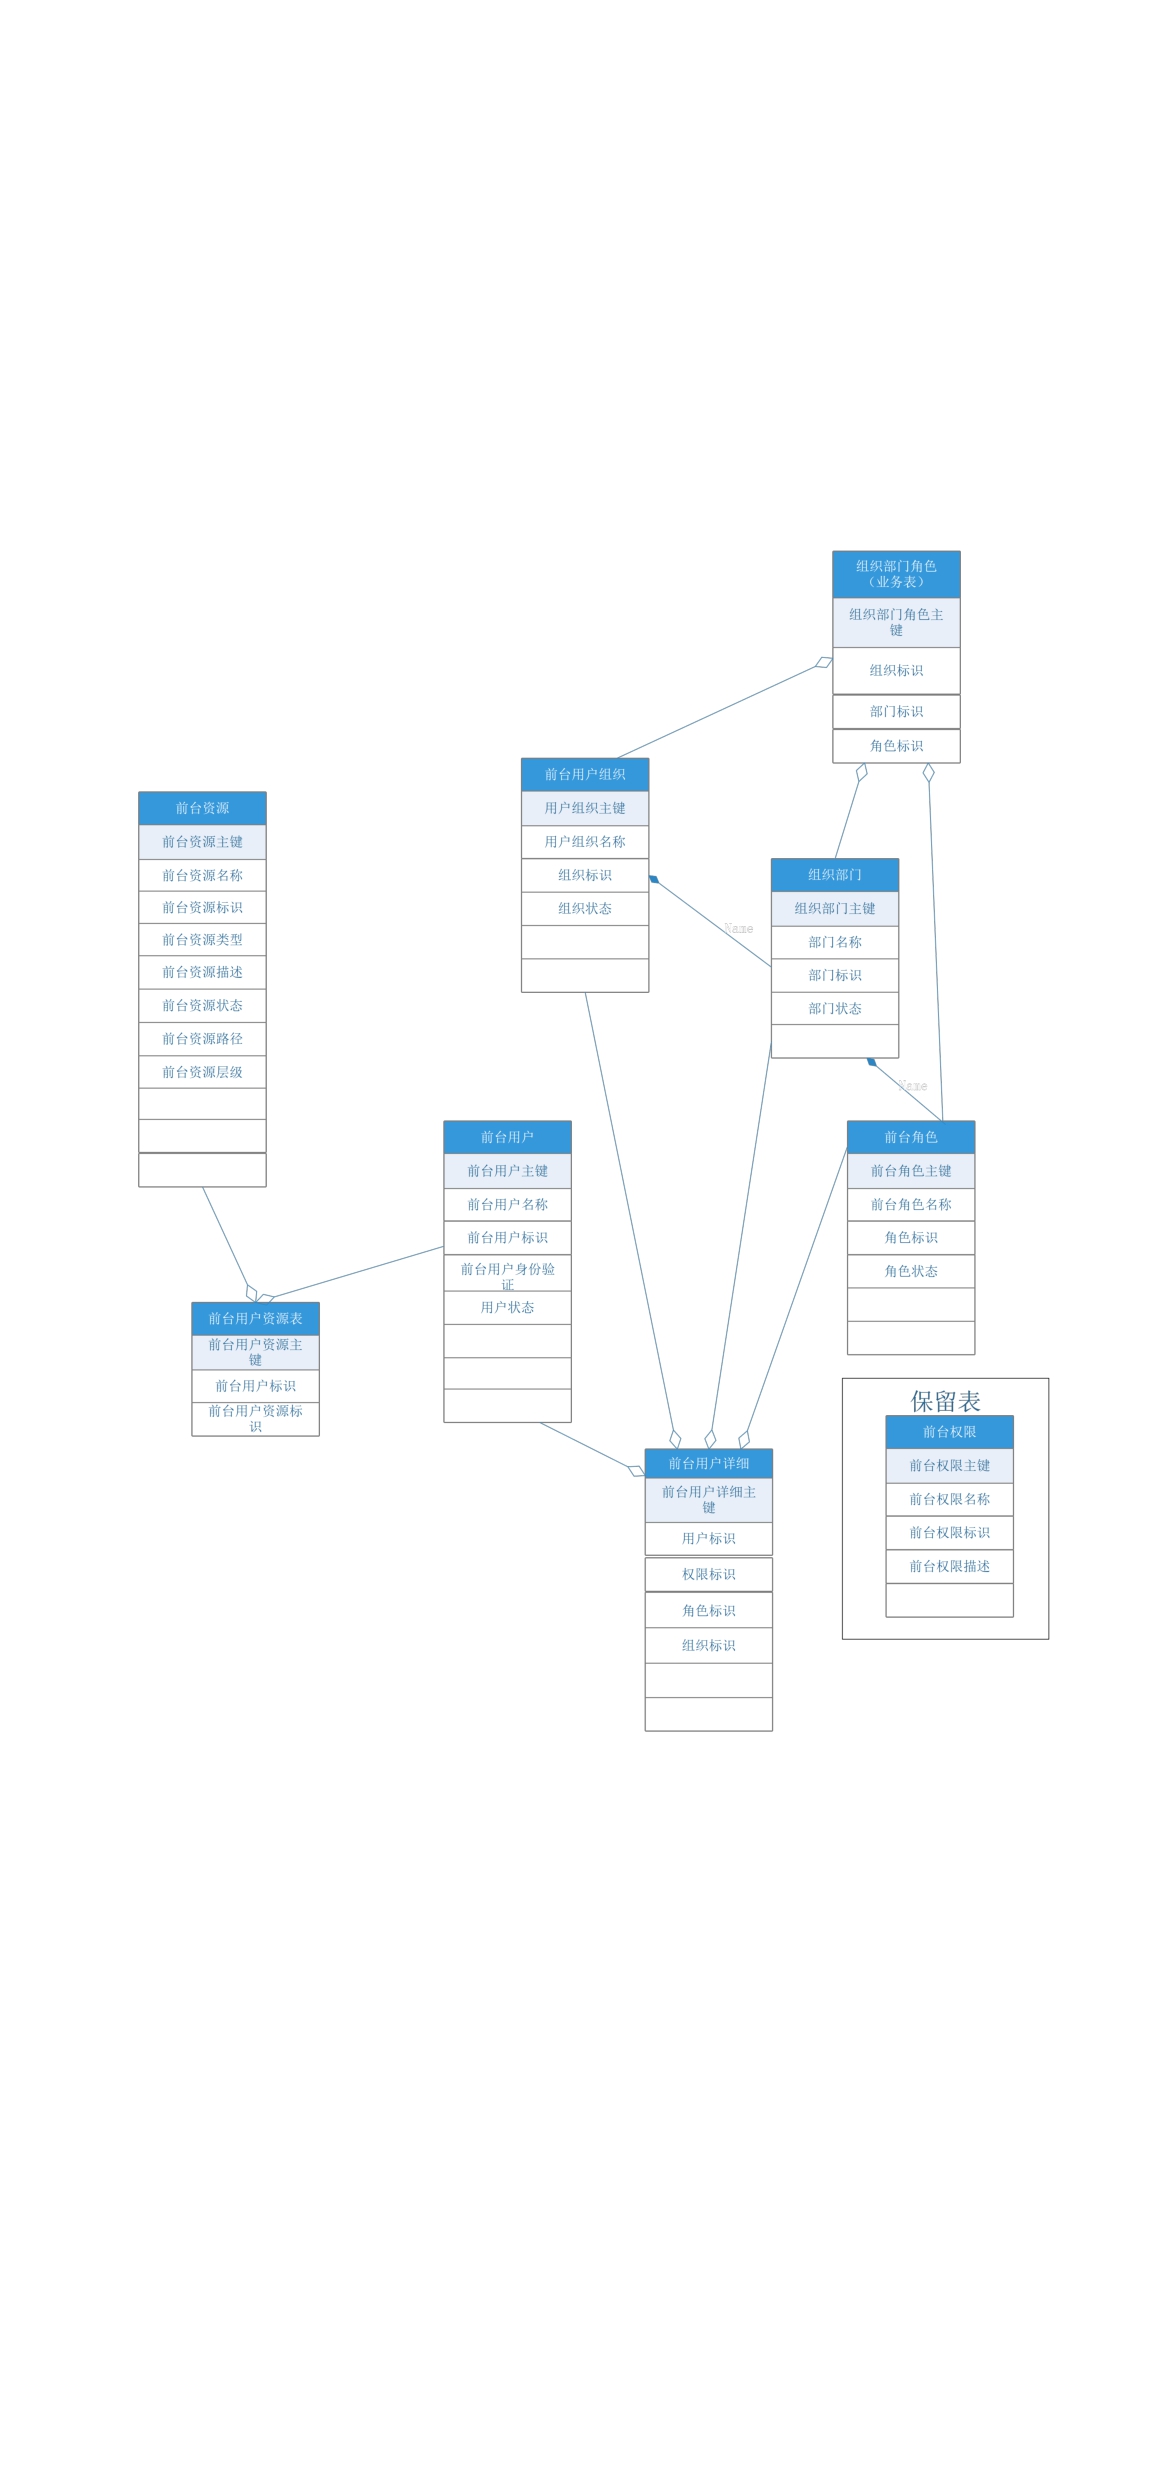 组织部门角色
（业务表）
组织部门角色主
键
组织标识
部门标识
角色标识
前台用户组织
用户组织主键
用户组织名称
组织标识
组织状态
前台资源
前台资源主键
前台资源名称
前台资源标识
前台资源类型
前台资源描述
前台资源状态
前台资源路径
前台资源层级
组织部门
组织部门主键
部门名称
部门标识
部门状态
Name
Name
前台用户
前台用户主键
前台用户名称
前台用户标识
前台用户身份验
证
用户状态
前台角色
前台角色主键
前台角色名称
角色标识
角色状态
前台用户资源表
前台用户资源主
键
前台用户标识
前台用户资源标
识
保留表
前台权限
前台权限主键
前台权限名称
前台权限标识
前台权限描述
前台用户详细
前台用户详细主
键
用户标识
权限标识
角色标识
组织标识